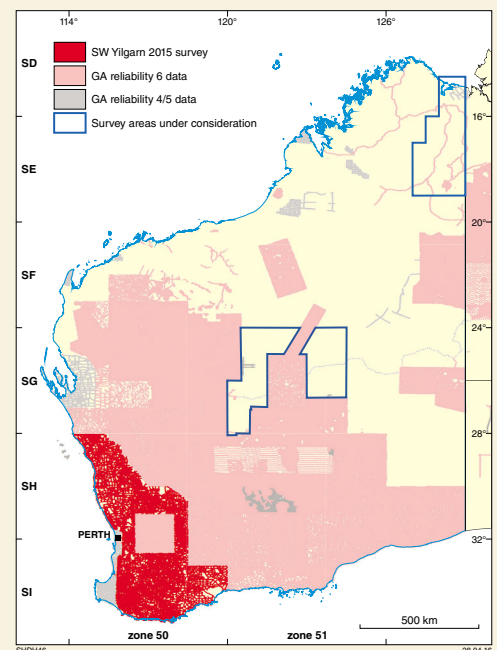 114° 120° 126°
SW Yilgarn 2015 survey
GA reliability 6 data
GA reliability 4/5 data
Survey areas under consideration
SD
16°
SE
20°
SF
24°
SG
28°
SH
PERTH
32°
SI
500 km
zone 50 zone 51